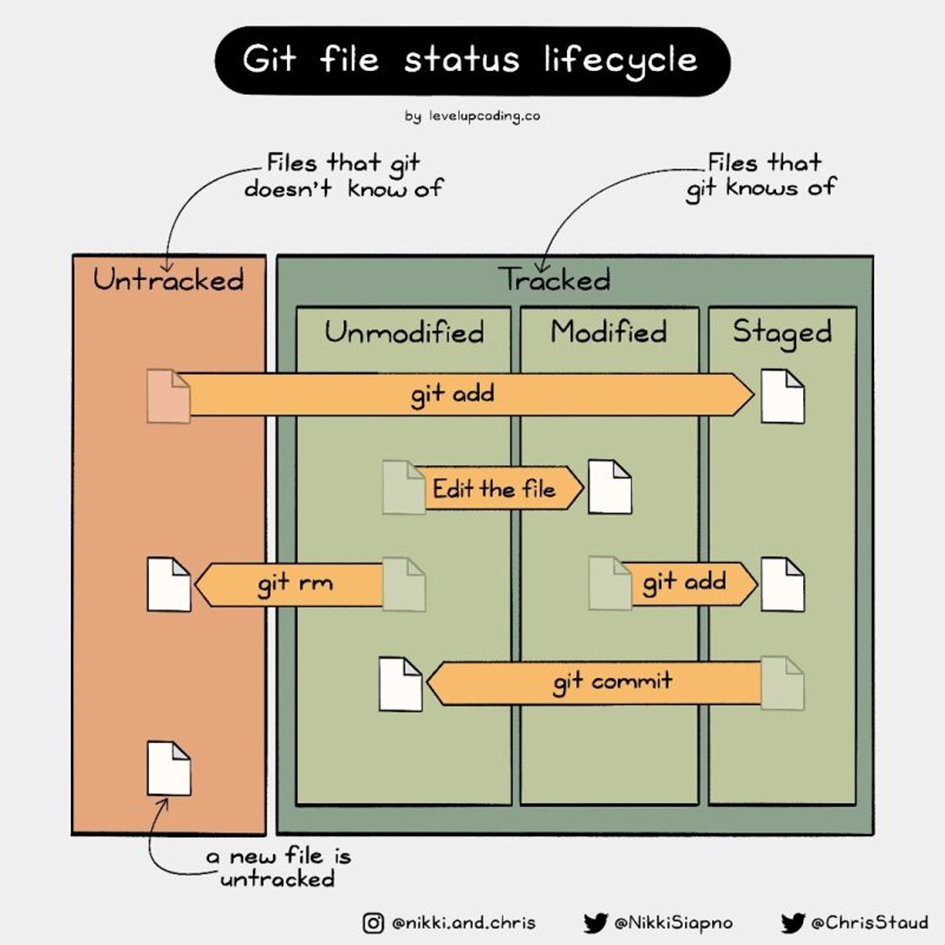 Git file status lifecycle
by levelupcoding.co
Files that git
doesn't know of
Files that
git knows of
Untracked
Tracked
Unmodified
Modified
Staged
git add
Edit the file
git rm
git add
git commit
a new file is
untracked
@nikki.and.chris
@NikkiSiapno
@ChrisStaud